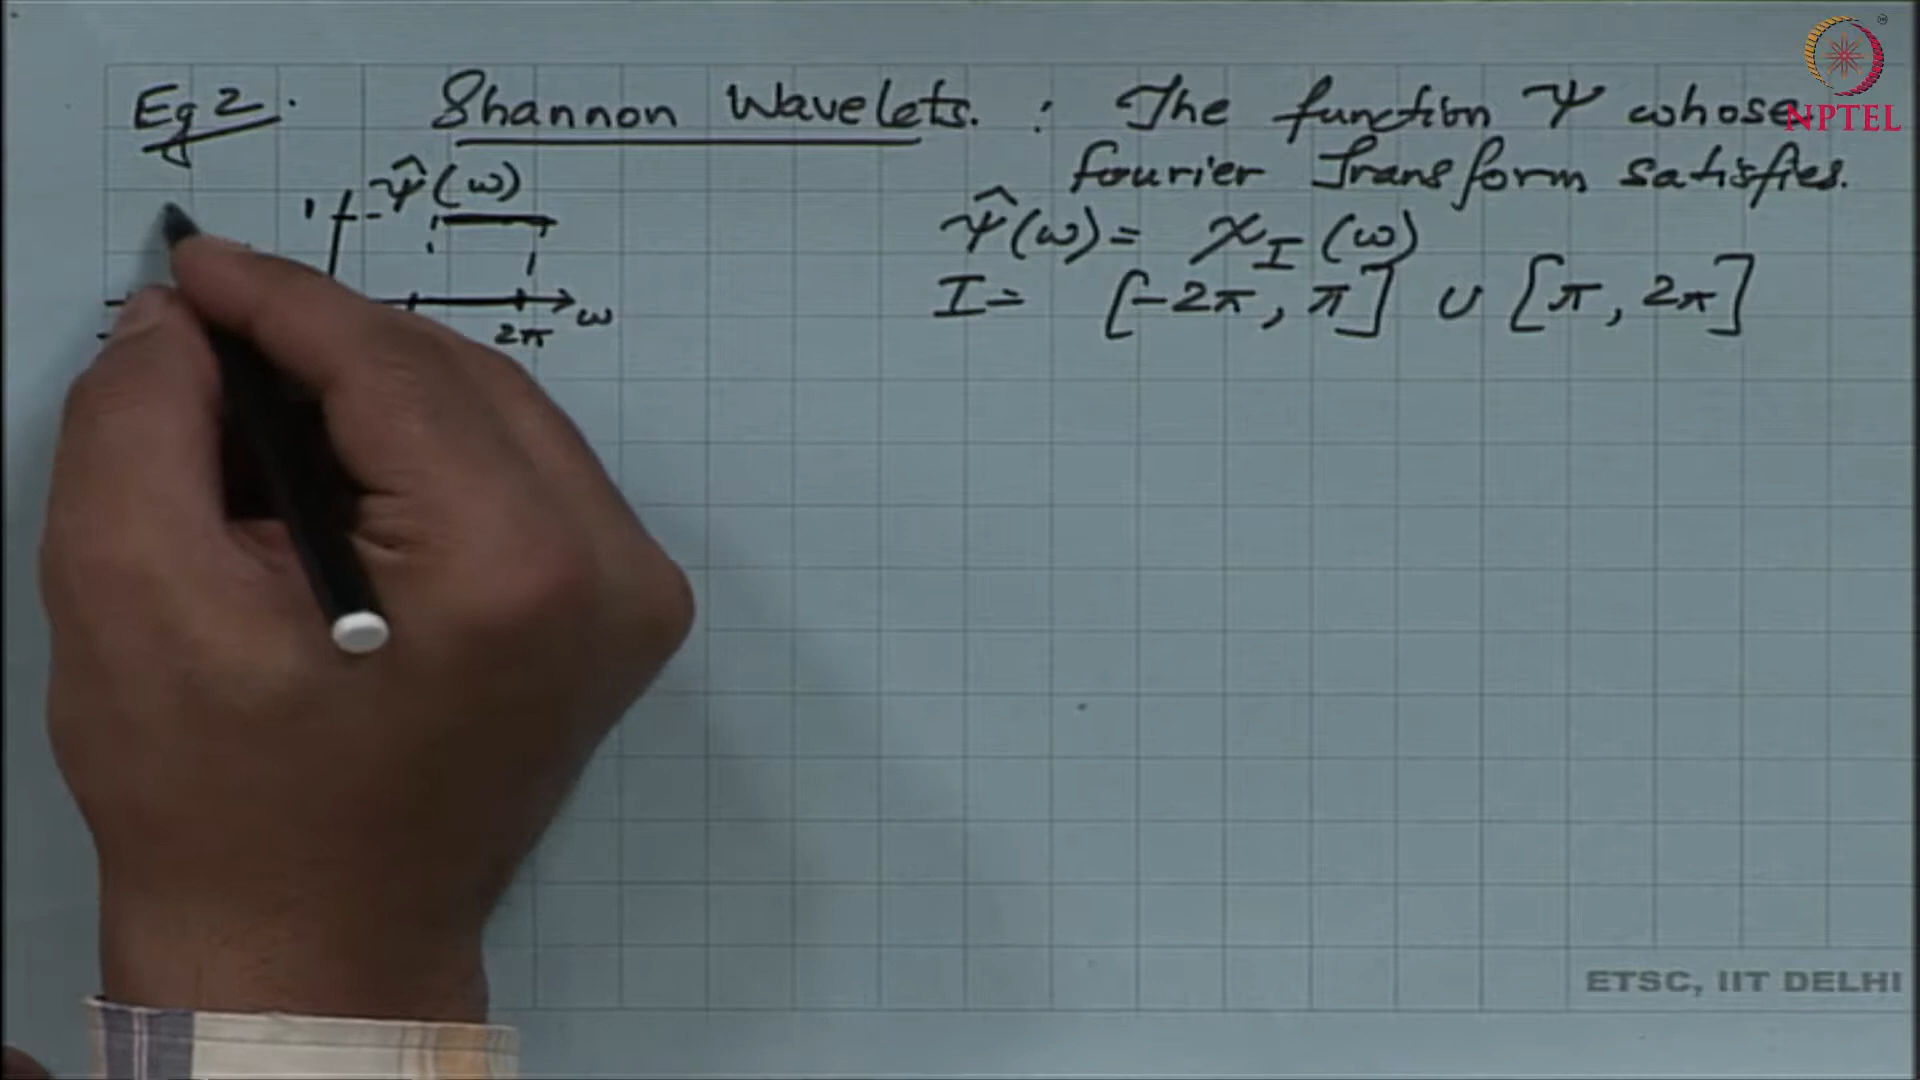 Eg 2. Shannon Wavelets. : The function Ψ whose
Fourier Transform satisfies.
Ψ̂(ω) = χ_I (ω)
I = [-2π, π] ∪ [π, 2π]
1 Ψ̂(ω)
2π ω
NPTEL
ETSC, IIT DELHI